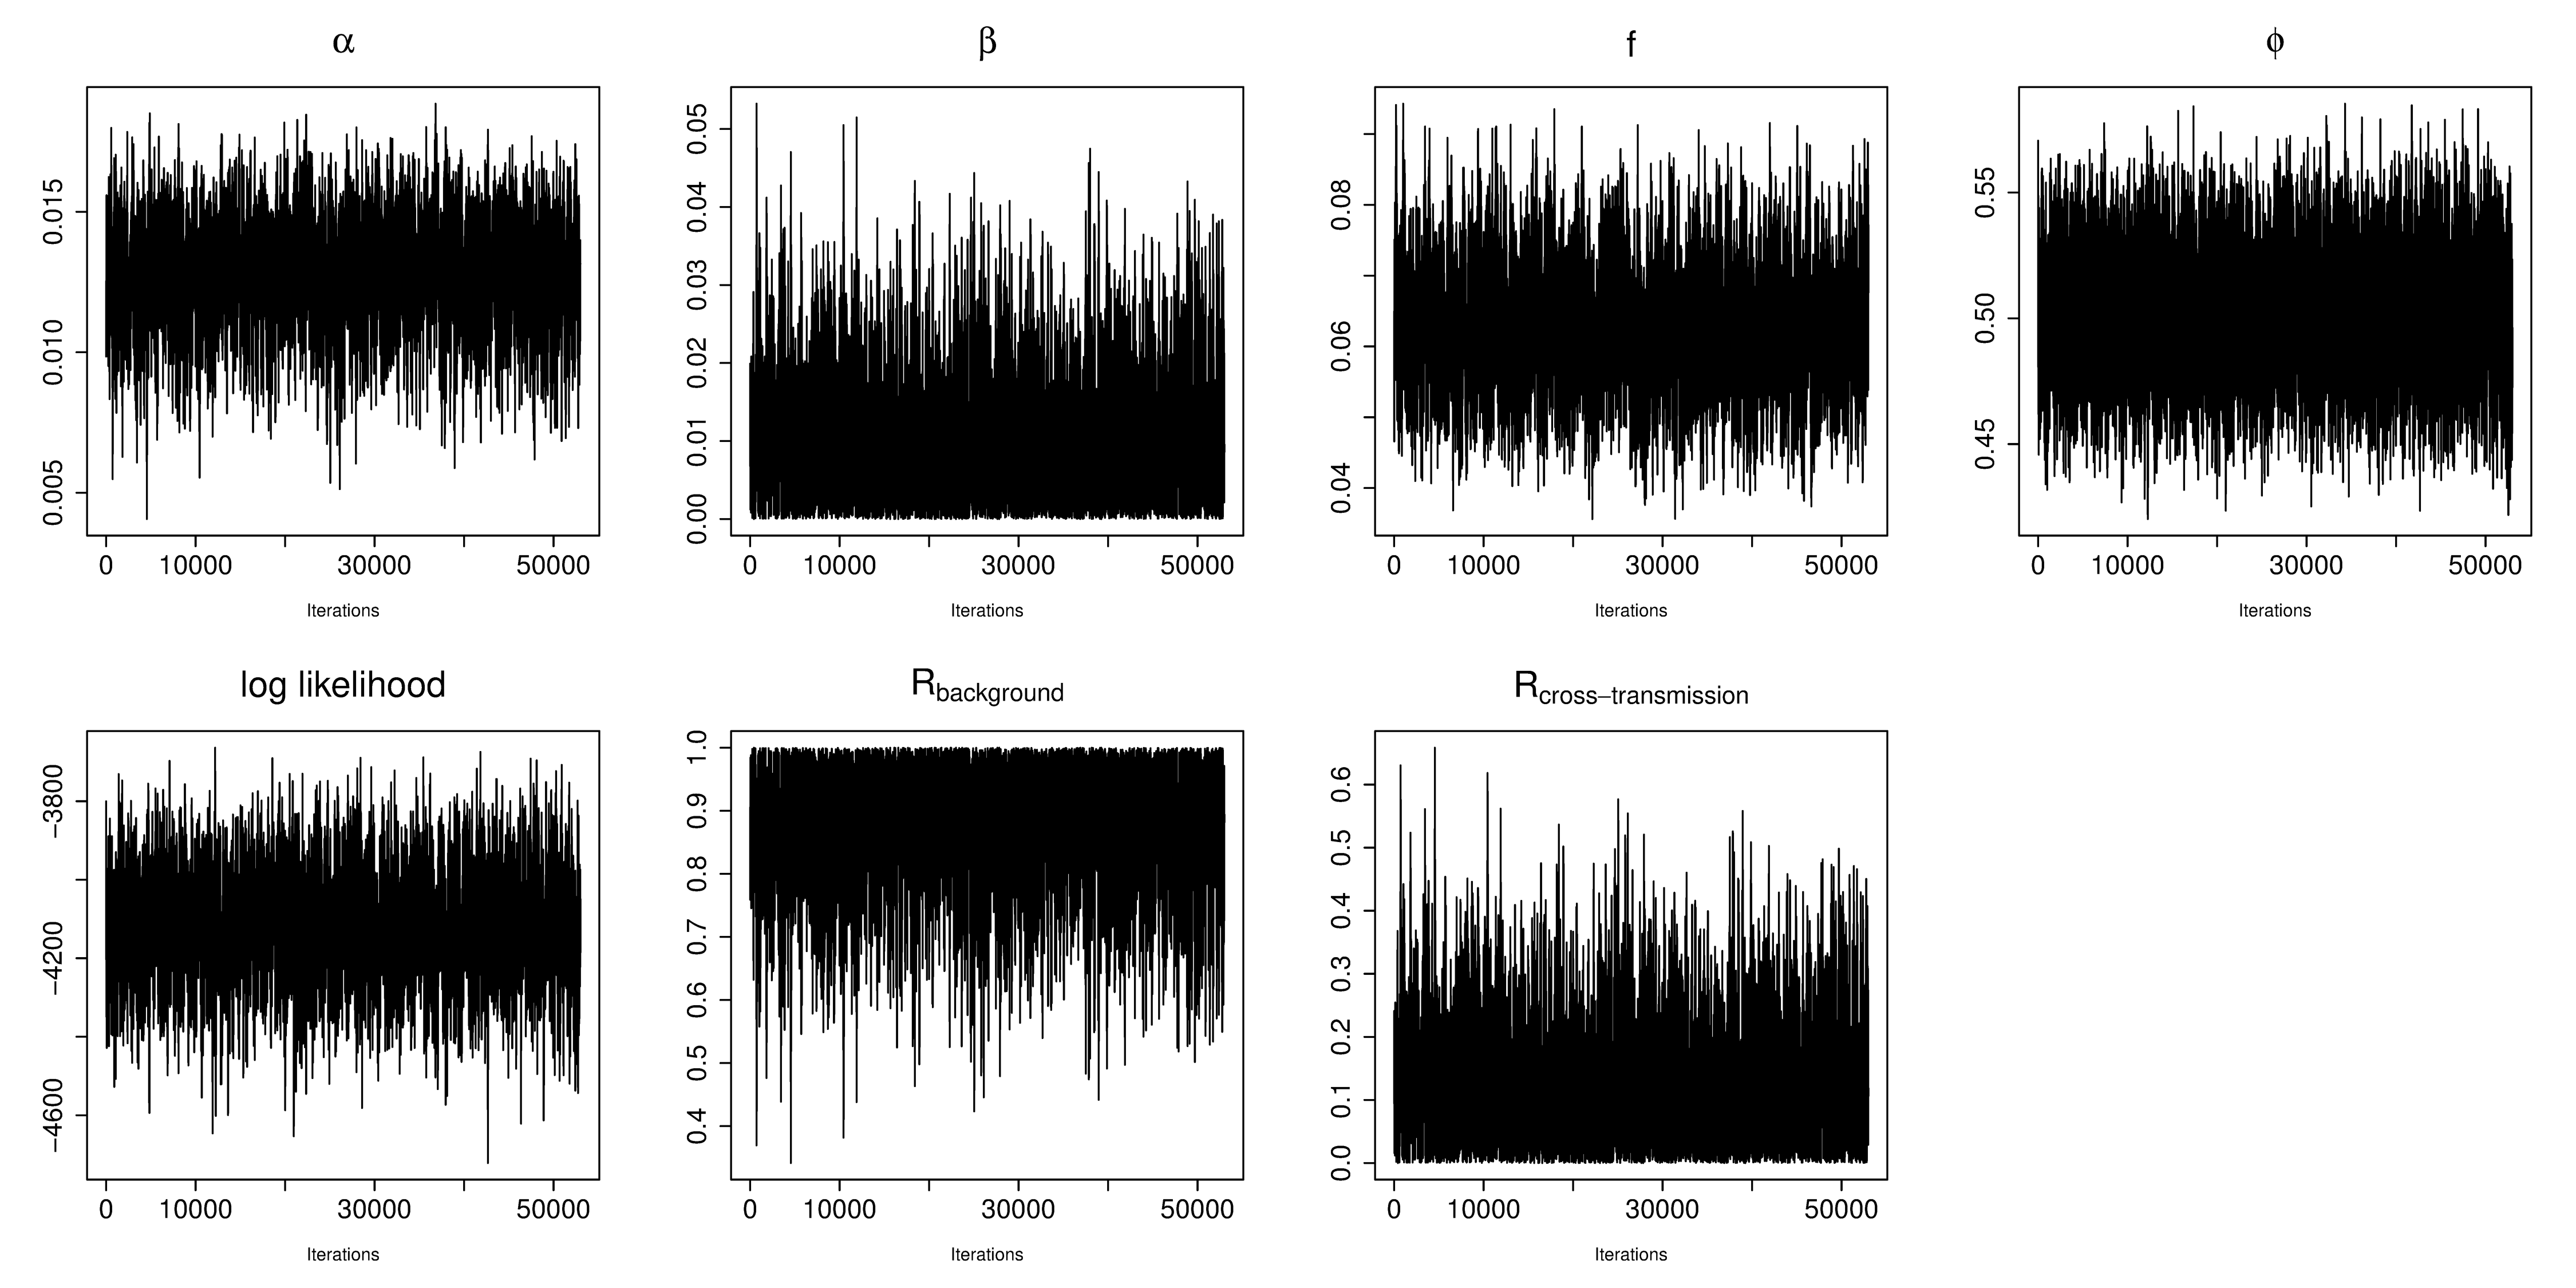 α
0.005 0.010 0.015
0 10000 30000 50000
Iterations
β
0.00 0.01 0.02 0.03 0.04 0.05
0 10000 30000 50000
Iterations
f
0.04 0.06 0.08
0 10000 30000 50000
Iterations
ϕ
0.45 0.50 0.55
0 10000 30000 50000
Iterations
log likelihood
−4600 −4200 −3800
0 10000 30000 50000
Iterations
Rbackground
0.4 0.5 0.6 0.7 0.8 0.9 1.0
0 10000 30000 50000
Iterations
Rcross−transmission
0.0 0.1 0.2 0.3 0.4 0.5 0.6
0 10000 30000 50000
Iterations